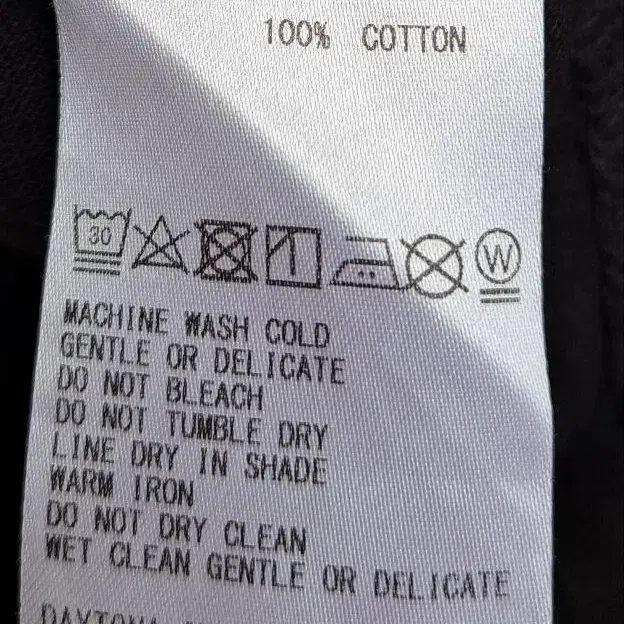 100% COTTON
30
W
MACHINE WASH COLD
GENTLE OR DELICATE
DO NOT BLEACH
DO NOT TUMBLE DRY
LINE DRY IN SHADE
WARM IRON
DO NOT DRY CLEAN
WET CLEAN GENTLE OR DELICATE